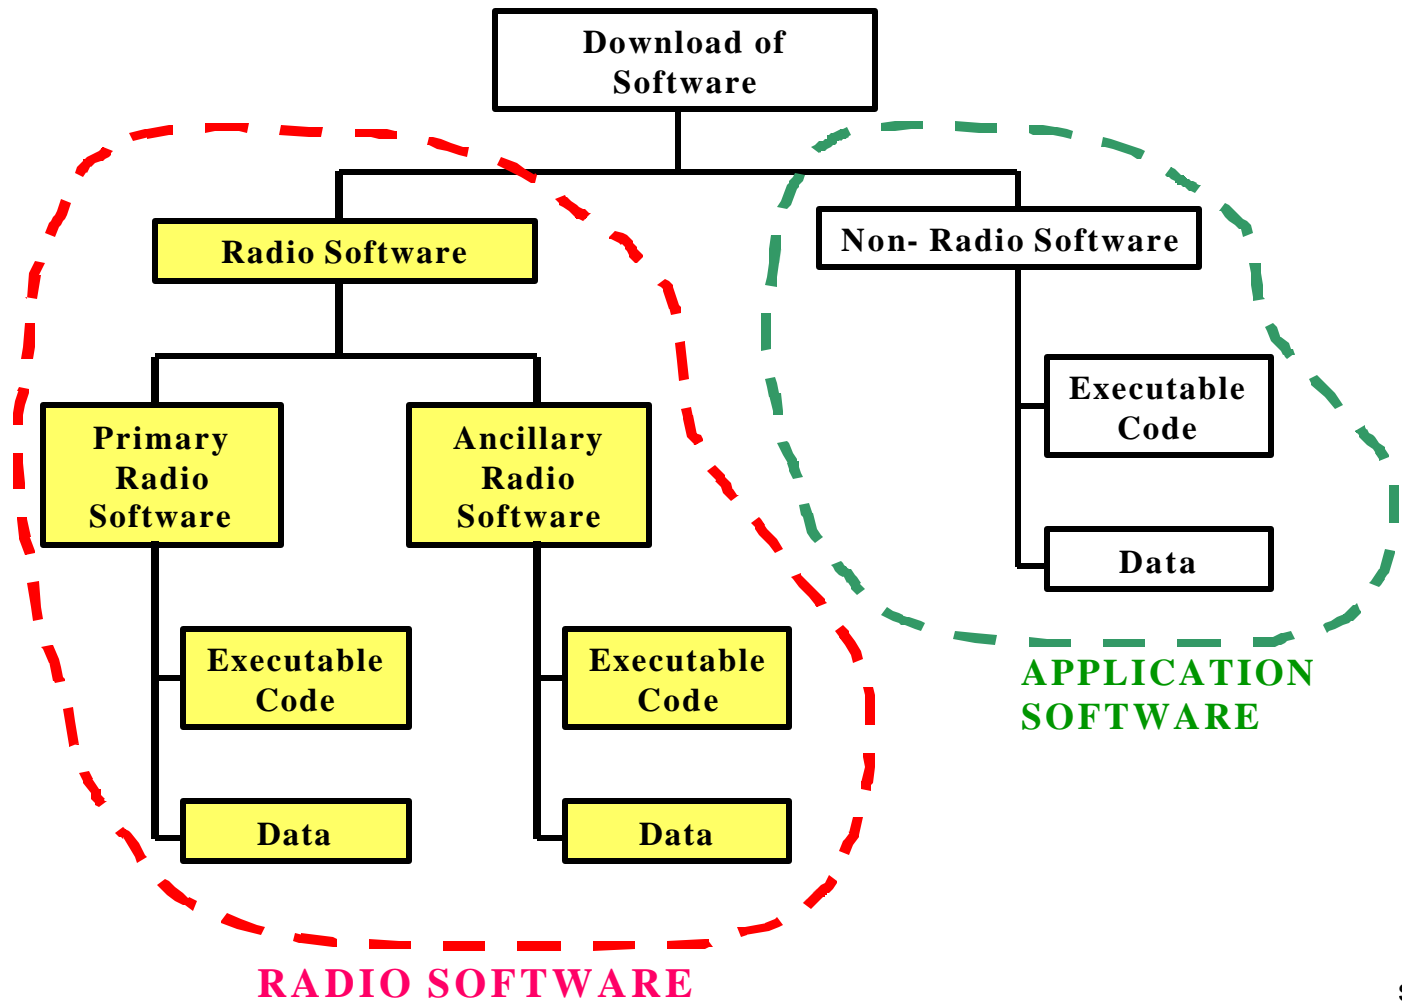 Download of
Software
Radio Software
Non- Radio Software
Primary
Radio
Software
Ancillary
Radio
Software
Executable
Code
Data
Executable
Code
Data
Executable
Code
Data
APPLICATION
SOFTWARE
RADIO SOFTWARE